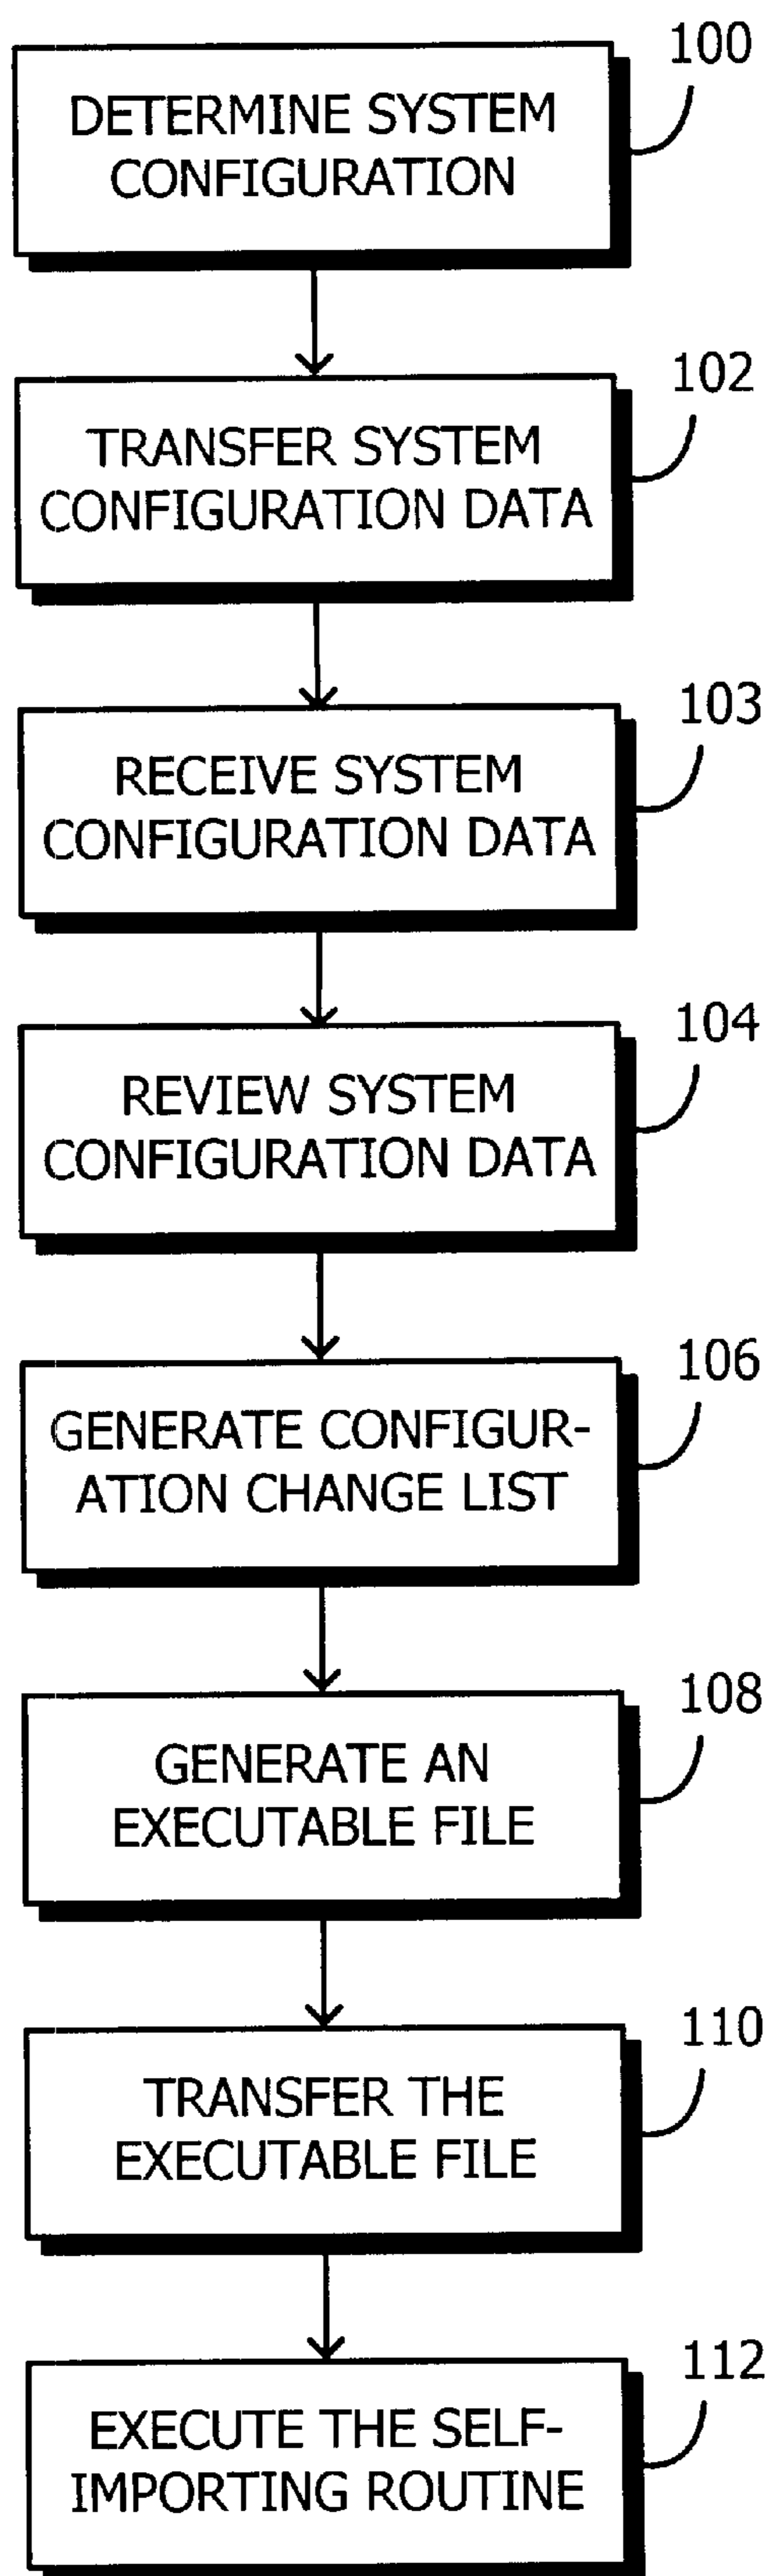 100
DETERMINE SYSTEM
CONFIGURATION
102
TRANSFER SYSTEM
CONFIGURATION DATA
103
RECEIVE SYSTEM
CONFIGURATION DATA
104
REVIEW SYSTEM
CONFIGURATION DATA
106
GENERATE CONFIGUR-
ATION CHANGE LIST
108
GENERATE AN
EXECUTABLE FILE
110
TRANSFER THE
EXECUTABLE FILE
112
EXECUTE THE SELF-
IMPORTING ROUTINE